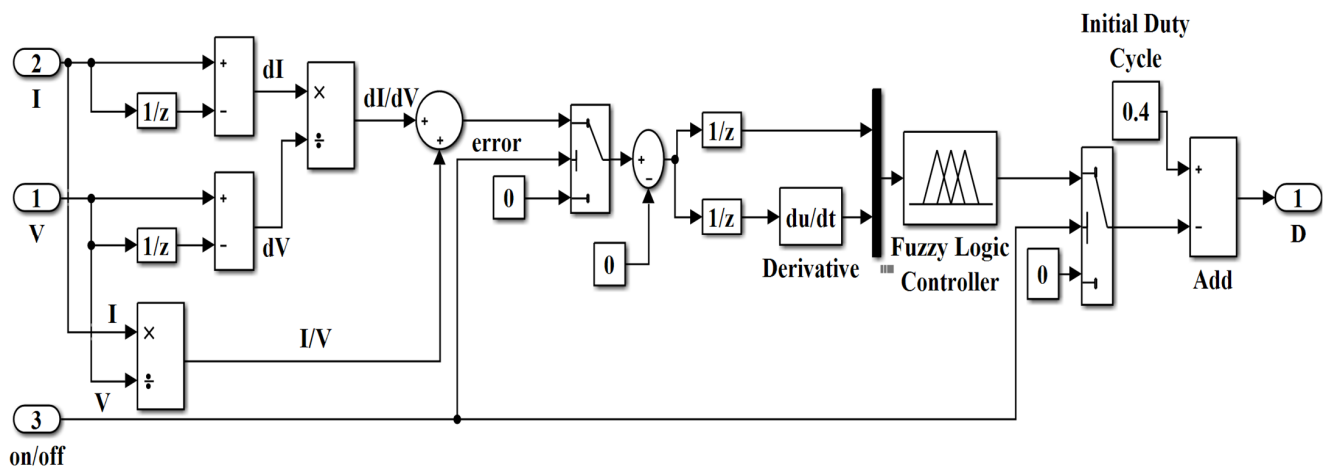 Initial Duty
Cycle
2
I
+
1/z
−
dI
×
÷
dI/dV
+
+
error
0
+
−
0
1/z
1/z
du/dt
Derivative
Fuzzy Logic
Controller
0.4
0
+
−
Add
1
D
1
V
+
1/z
−
dV
I
×
÷
V
I/V
3
on/off